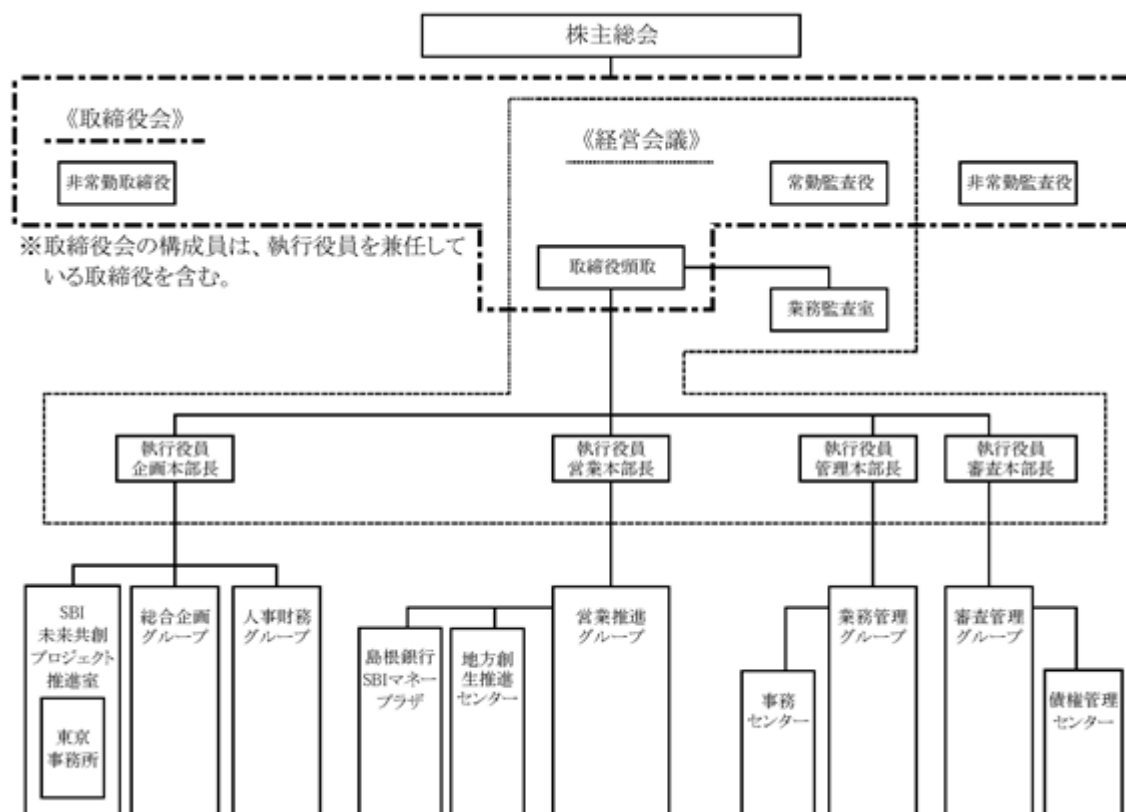 株主総会
《取締役会》
《経営会議》
非常勤取締役
常勤監査役
非常勤監査役
※取締役会の構成員は、執行役員を兼任して
いる取締役を含む。
取締役頭取
業務監査室
執行役員
企画本部長
執行役員
営業本部長
執行役員
管理本部長
執行役員
審査本部長
SBI
未来共創
プロジェクト
推進室
東京
事務所
総合企画
グループ
人事財務
グループ
島根銀行
SBIマネー
プラザ
地方創
生推進
センター
営業推進
グループ
事務
センター
業務管理
グループ
審査管理
グループ
債権管理
センター